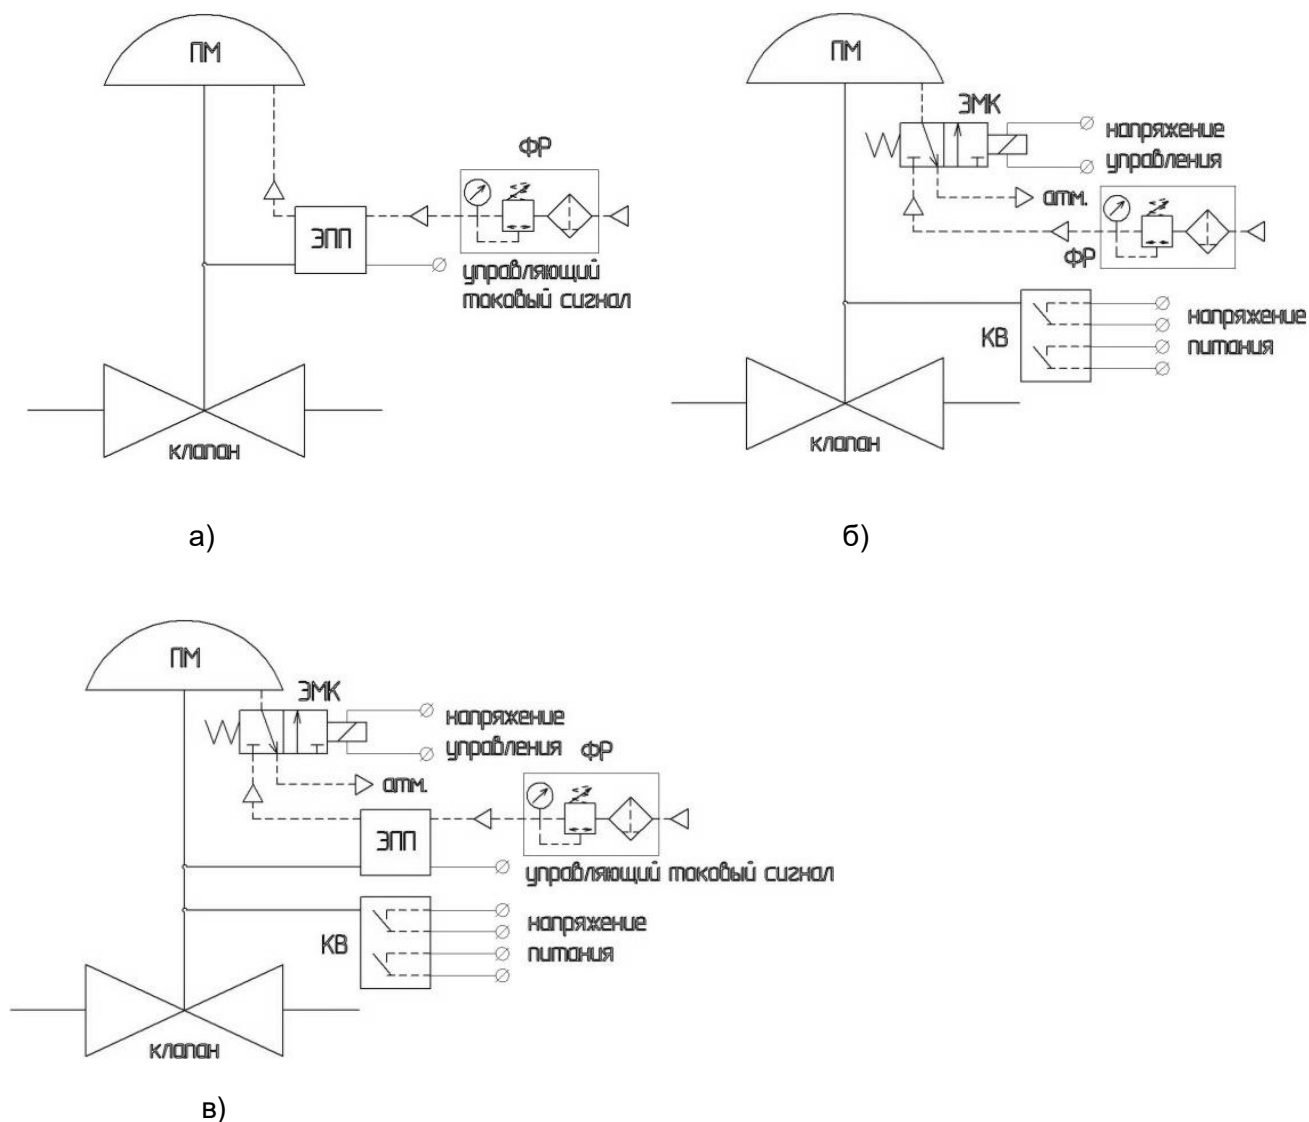 ПМ
ФР
ЭПП
управляющий
токовый сигнал
клапан
а)
ПМ
ЭМК
напряжение
управления
атм.
ФР
КВ
напряжение
питания
клапан
б)
ПМ
ЭМК
напряжение
управления
ФР
атм.
ЭПП
управляющий токовый сигнал
КВ
напряжение
питания
клапан
в)